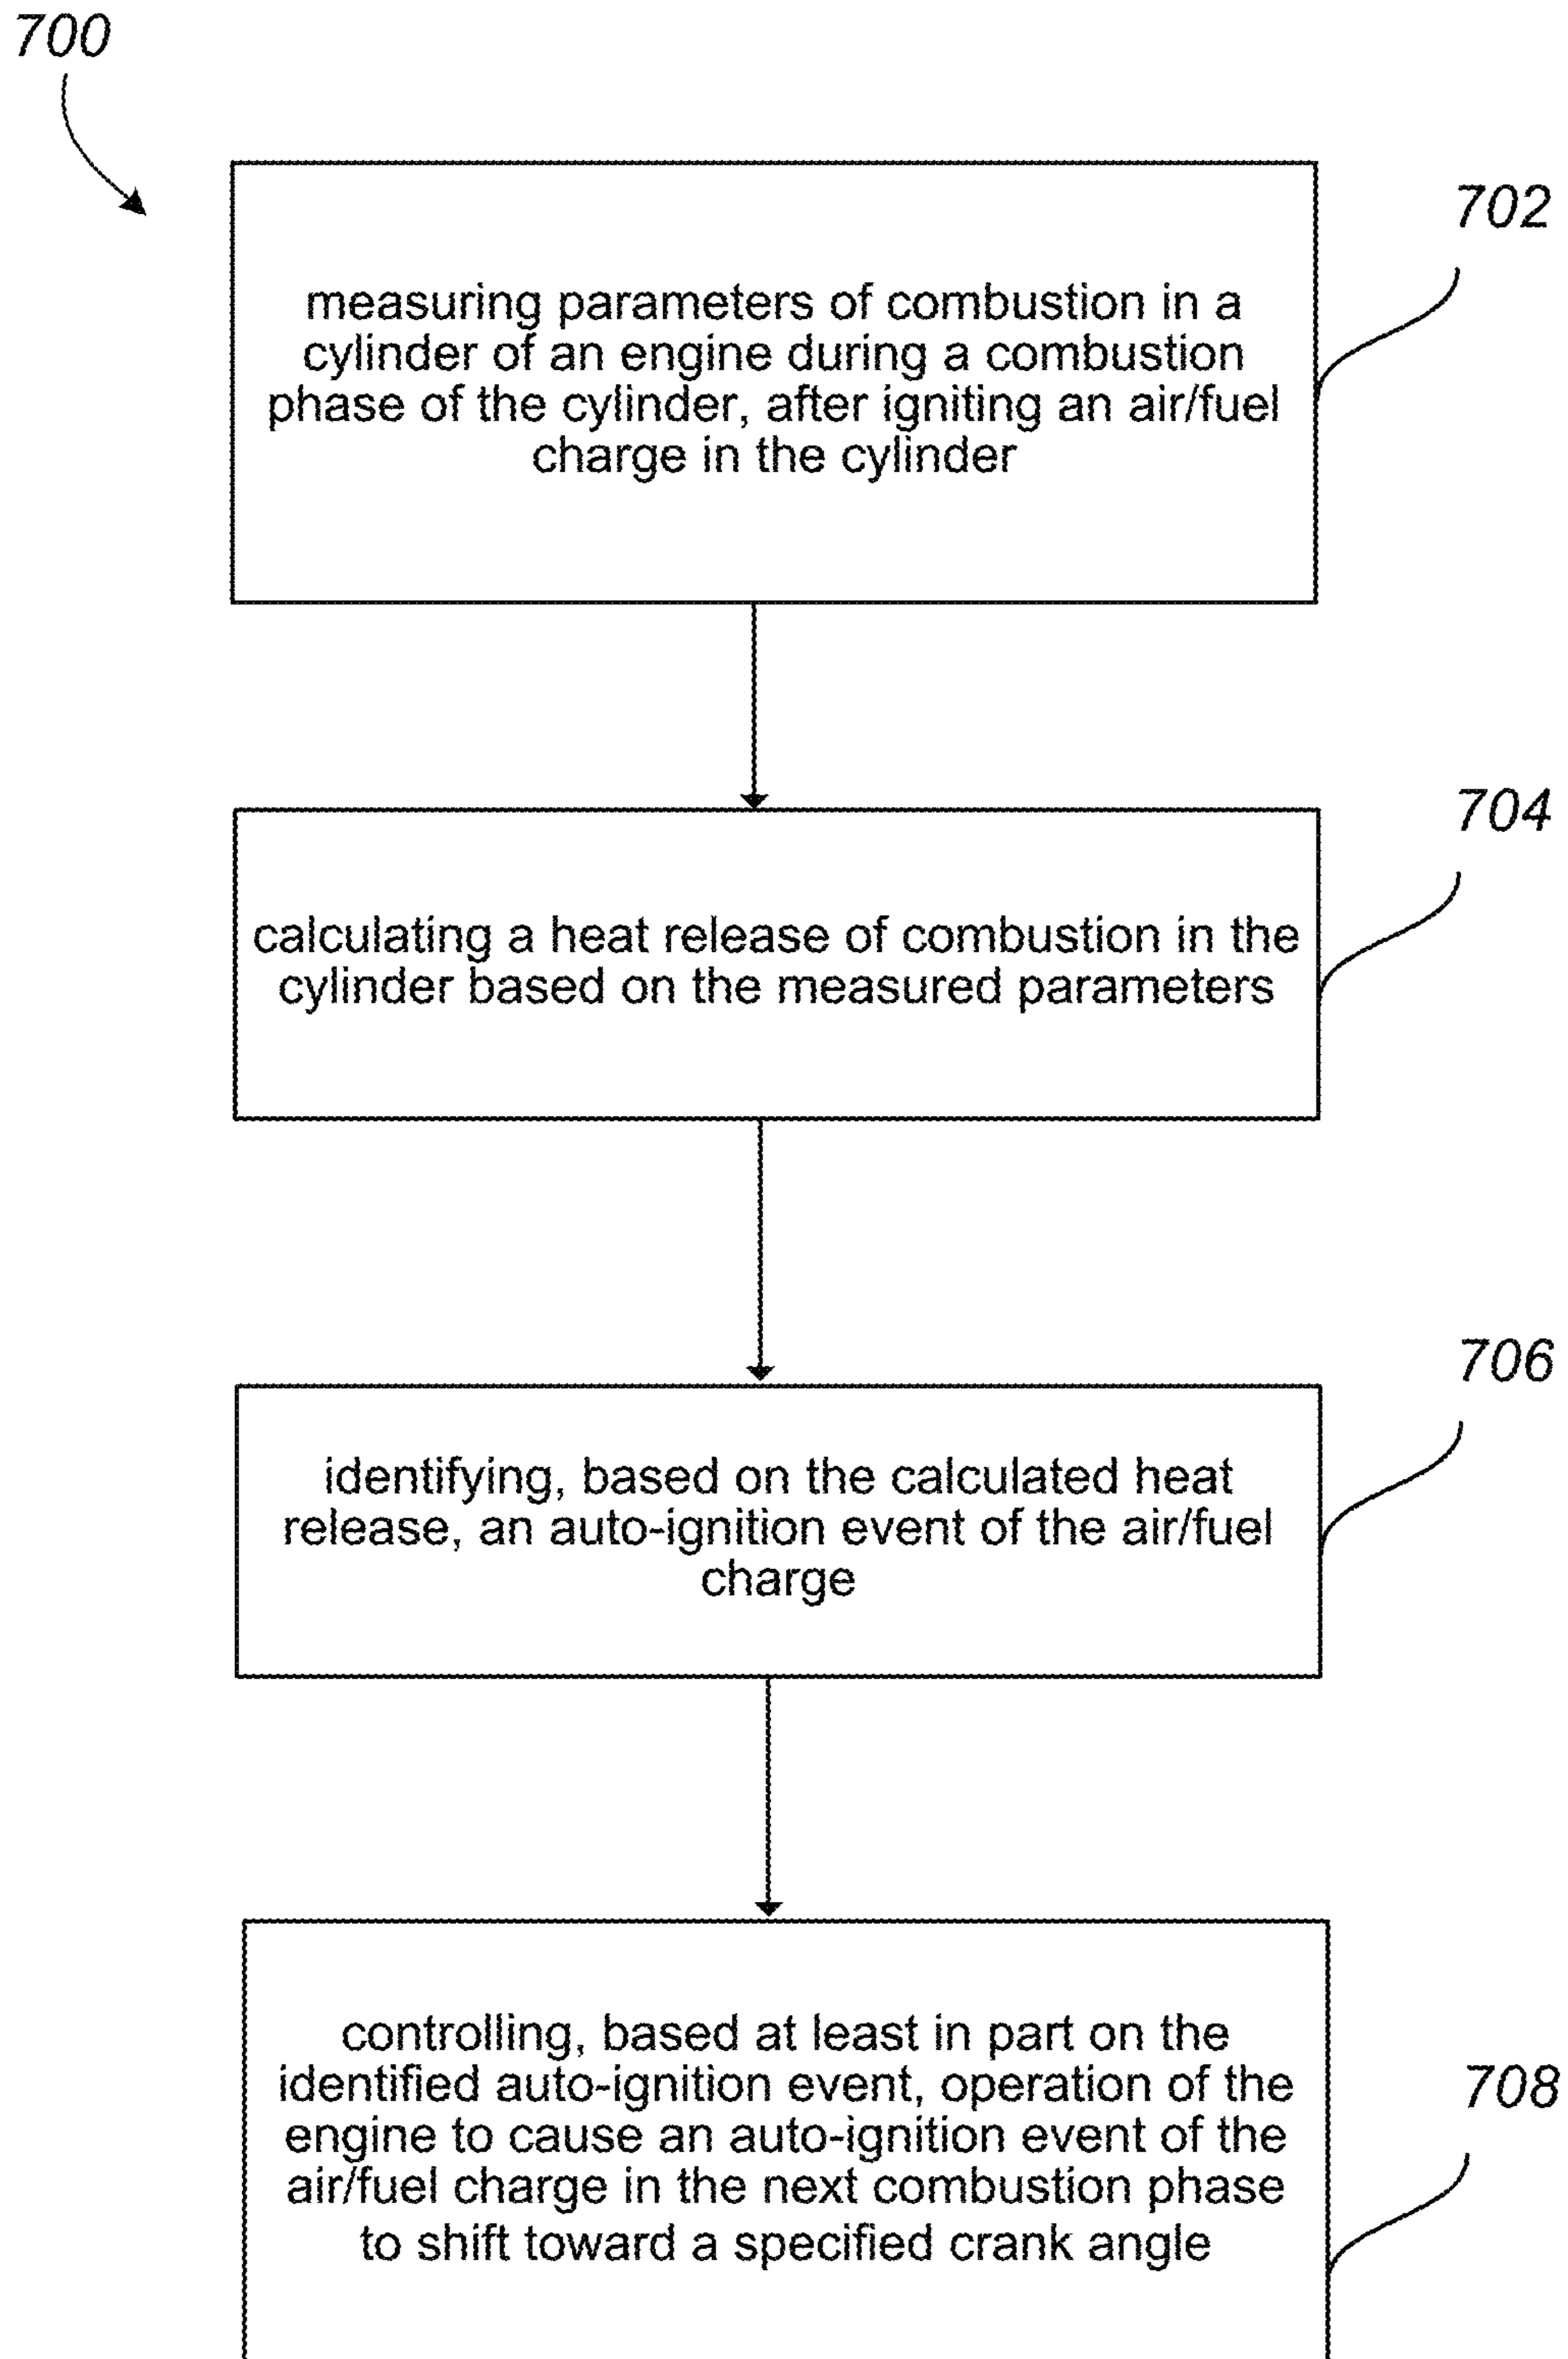 700
702
measuring parameters of combustion in a
cylinder of an engine during a combustion
phase of the cylinder, after igniting an air/fuel
charge in the cylinder
704
calculating a heat release of combustion in the
cylinder based on the measured parameters
706
identifying, based on the calculated heat
release, an auto-ignition event of the air/fuel
charge
708
controlling, based at least in part on the
identified auto-ignition event, operation of the
engine to cause an auto-ignition event of the
air/fuel charge in the next combustion phase
to shift toward a specified crank angle